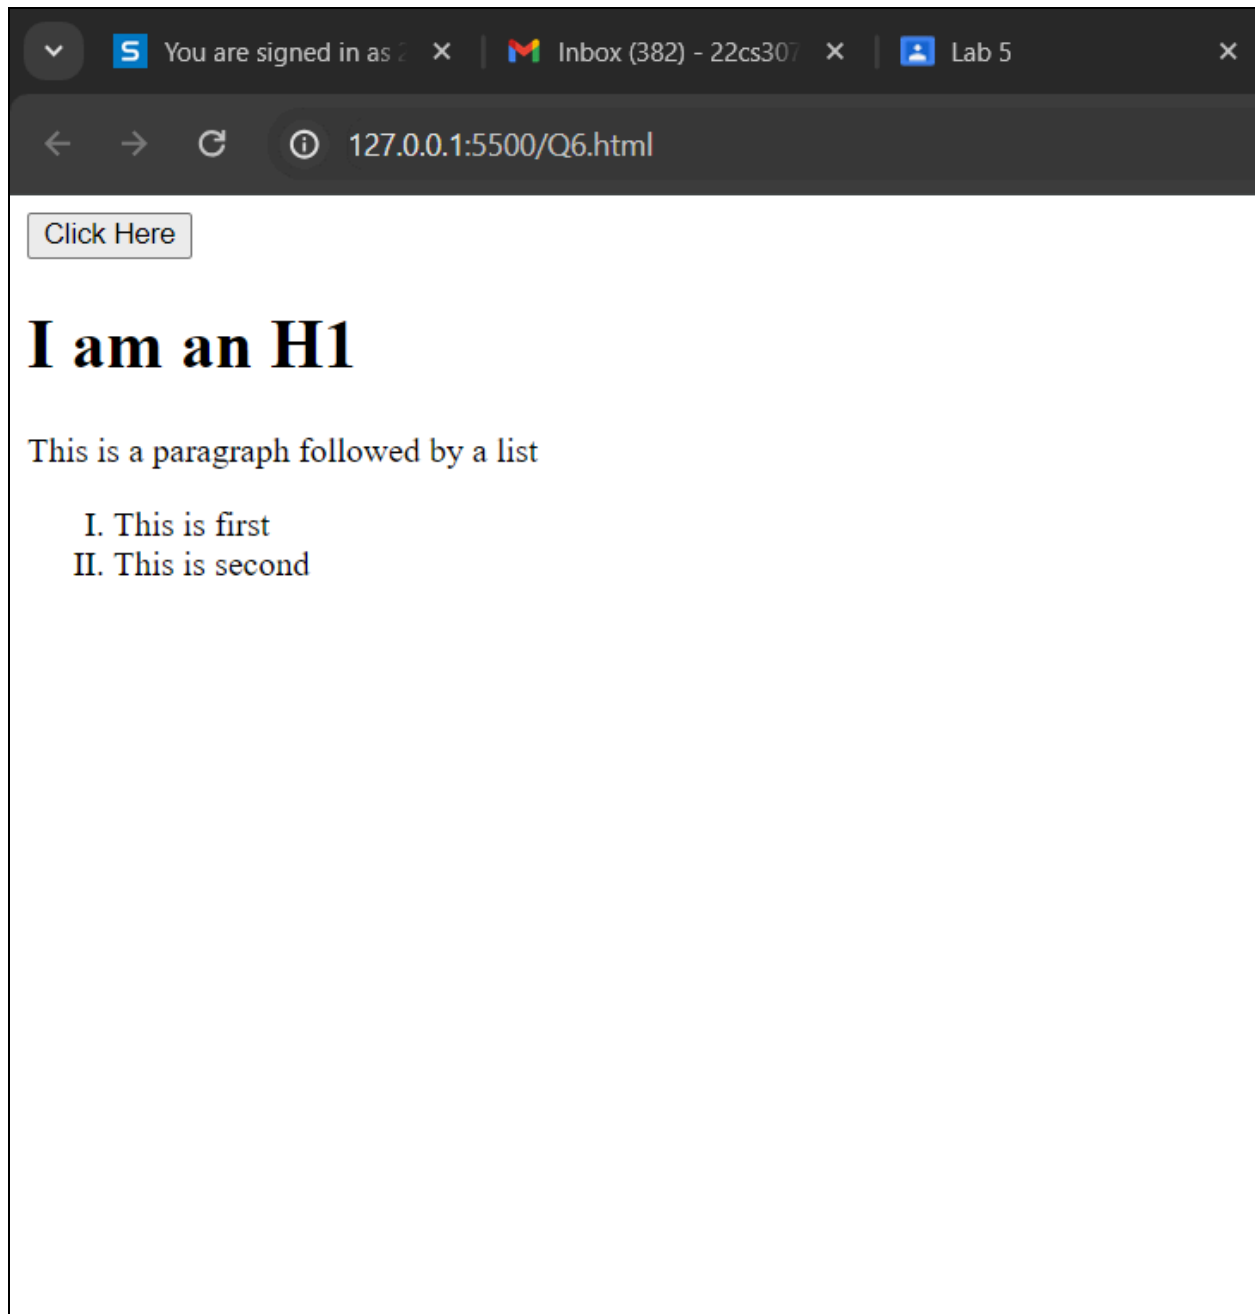 S You are signed in as Inbox (382) - 22cs307 Lab 5
127.0.0.1:5500/Q6.html
Click Here
I am an H1
This is a paragraph followed by a list
I. This is first
II. This is second